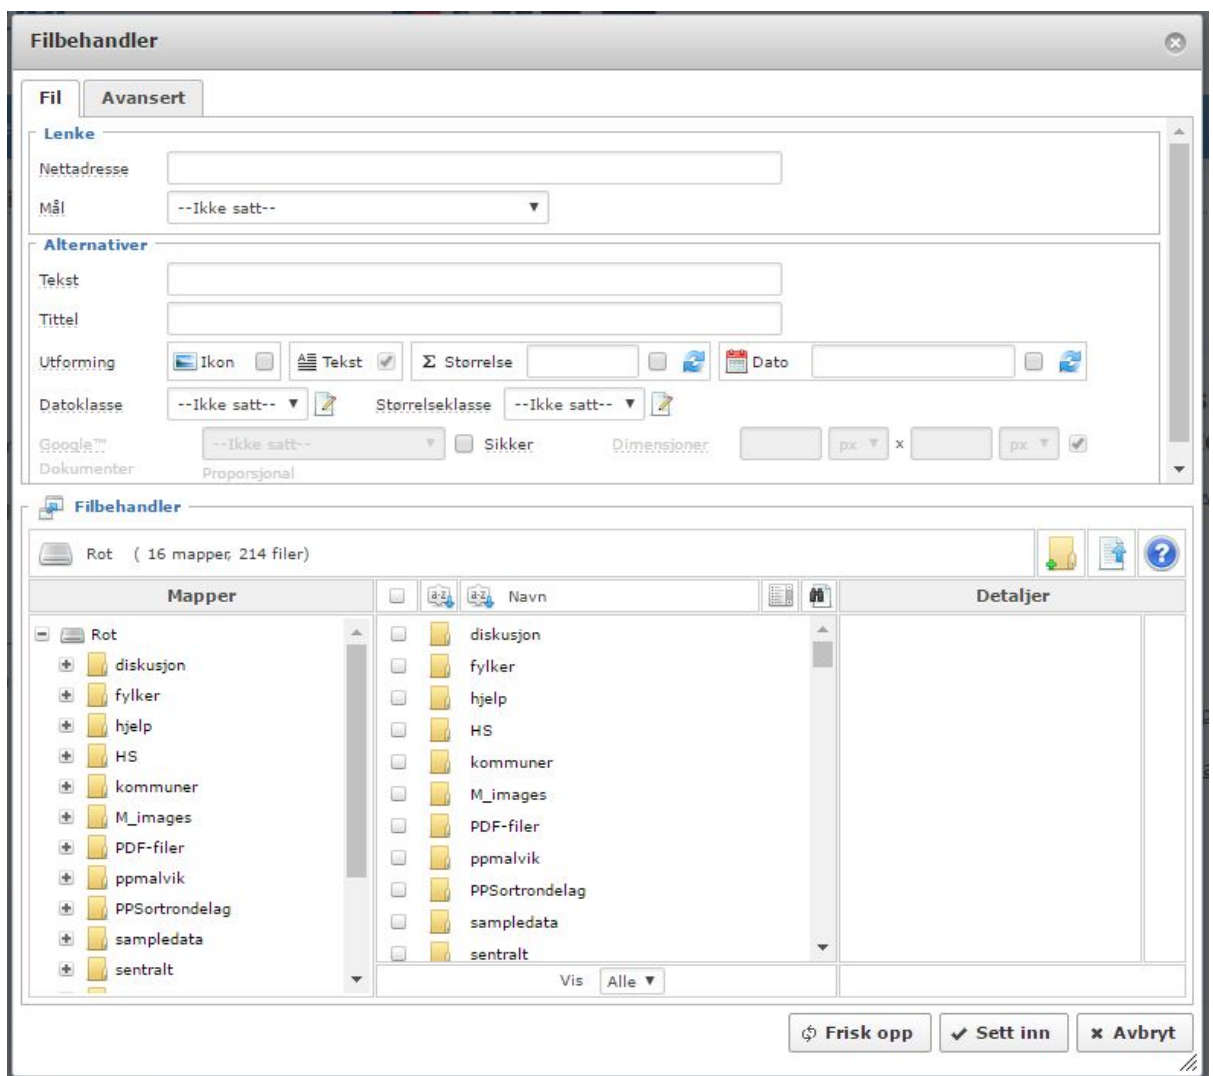 Filbehandler
Fil Avansert
Lenke
Nettadresse
Mål --Ikke satt--
Alternativer
Tekst
Tittel
Utforming Ikon Tekst Σ Størrelse Dato
Datoklasse --Ikke satt-- Størrelseklasse --Ikke satt--
Google™ --Ikke satt-- Sikker Dimensjoner px x px
Dokumenter Proporsjonal
Filbehandler
Rot ( 16 mapper, 214 filer)
Mapper a-z a-z Navn Detaljer
Rot
diskusjon
fylker
hjelp
HS
kommuner
M_images
PDF-filer
ppmalvik
PPSortrondelag
sampledata
sentralt
diskusjon
fylker
hjelp
HS
kommuner
M_images
PDF-filer
ppmalvik
PPSortrondelag
sampledata
sentralt
Vis Alle
Frisk opp Sett inn Avbryt